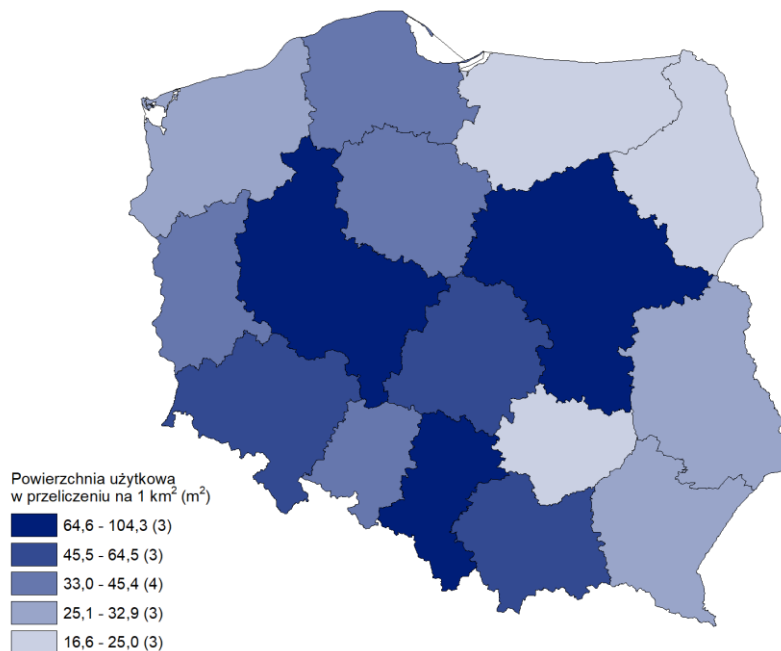 Powierzchnia użytkowa
w przeliczeniu na 1 km² (m²)
64,6 - 104,3 (3)
45,5 - 64,5 (3)
33,0 - 45,4 (4)
25,1 - 32,9 (3)
16,6 - 25,0 (3)